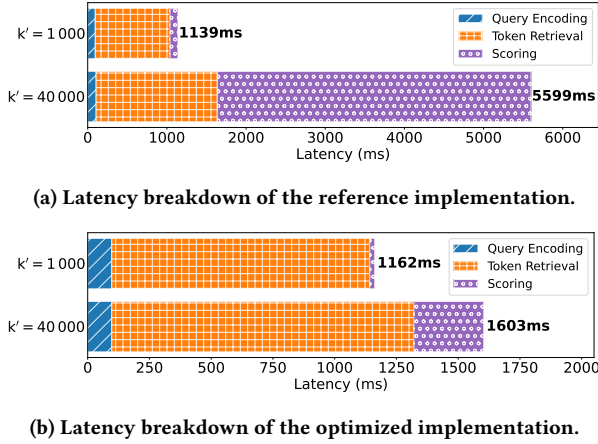 k′ = 1 000
1139ms
Query Encoding
Token Retrieval
Scoring
k′ = 40 000
5599ms
0 1000 2000 3000 4000 5000 6000
Latency (ms)
(a) Latency breakdown of the reference implementation.
k′ = 1 000
1162ms
Query Encoding
Token Retrieval
Scoring
k′ = 40 000
1603ms
0 250 500 750 1000 1250 1500 1750 2000
Latency (ms)
(b) Latency breakdown of the optimized implementation.